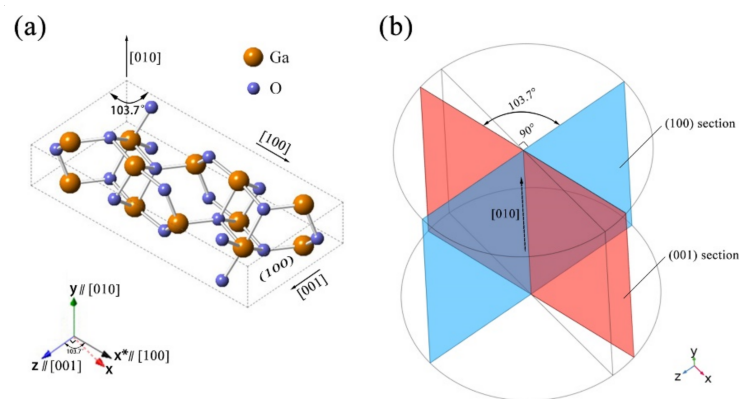 (a)
[010]
Ga
O
103.7°
[100]
(100)
[001]
y // [010]
103.7
z //[001]
x*// [100]
x
(b)
103.7°
90°
(100) section
[010]
(001) section
y
z
x